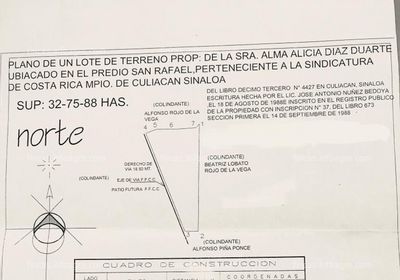 PLANO DE UN LOTE DE TERRENO PROP: DE LA SRA. ALMA ALICIA DIAZ DUARTE
UBIACADO EN EL PREDIO SAN RAFAEL,PERTENECIENTE A LA SINDICATURA
DE COSTA RICA MPIO. DE CULIACAN SINALOA
DEL LIBRO DECIMO TERCERO N° 4427 EN CULIACAN, SINALOA
ESCRITURA HECHA POR EL LIC. JOSE ANTONIO NUÑEZ BEDOYA
,EL 18 DE AGOSTO DE 1988E INSCRITO EN EL REGISTRO PUBLICO
DE LA PROPIEDAD CON INSCRIPCION N° 37, DEL LIBRO 673
SECCION PRIMERA EL 14 DE SEPTIEMBRE DE 1988
SUP: 32-75-88 HAS.
norte
(COLINDANTE)
ALFONSO ROJO DE LA
VEGA
4 5 6 7 1
DERECHO DE
VIA 18.50 MT.
(COLINDANTE)
EJE DE VIA F.F.C.C.
PATIO FUTURA F.F.C.C.
(COLINDANTE)
BEATRIZ LOBATO
ROJO DE LA VEGA
2
(COLINDANTE)
ALFONSO PIÑA PONCE
CUADRO DE CONSTRUCCION
LADO
COORDENADAS